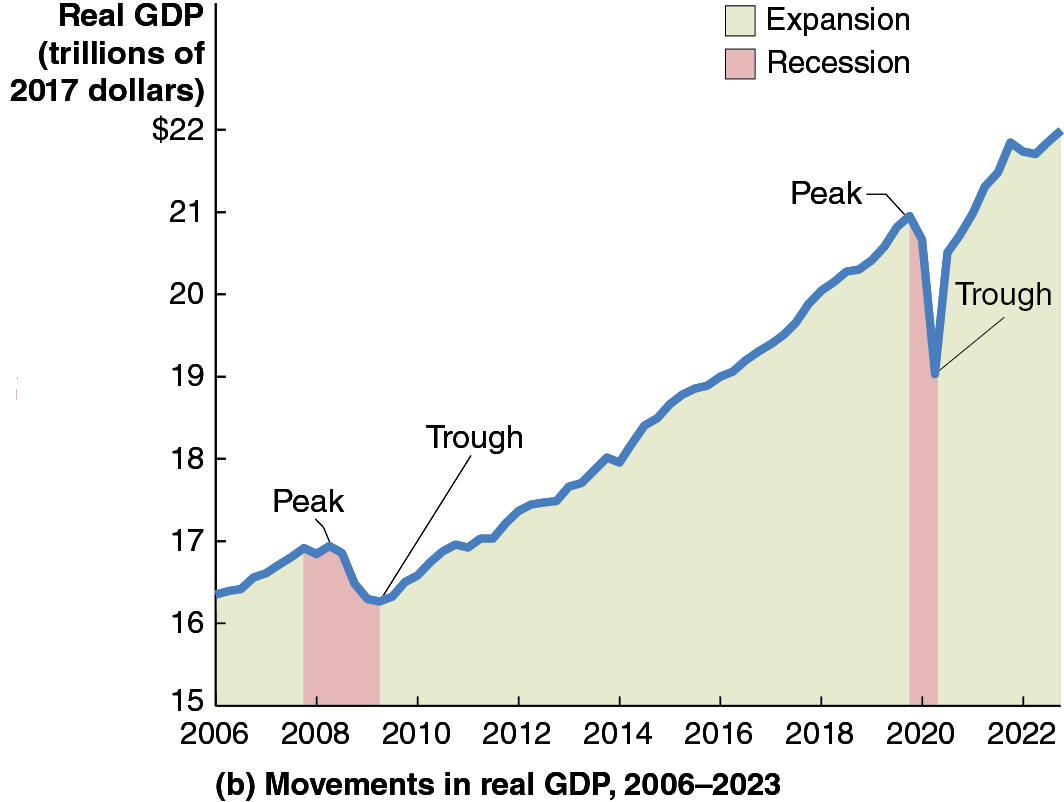 Real GDP
(trillions of
2017 dollars)
Expansion
Recession
$22
21
20
19
18
17
16
15
Peak
Trough
Trough
Peak
2006 2008 2010 2012 2014 2016 2018 2020 2022
(b) Movements in real GDP, 2006–2023